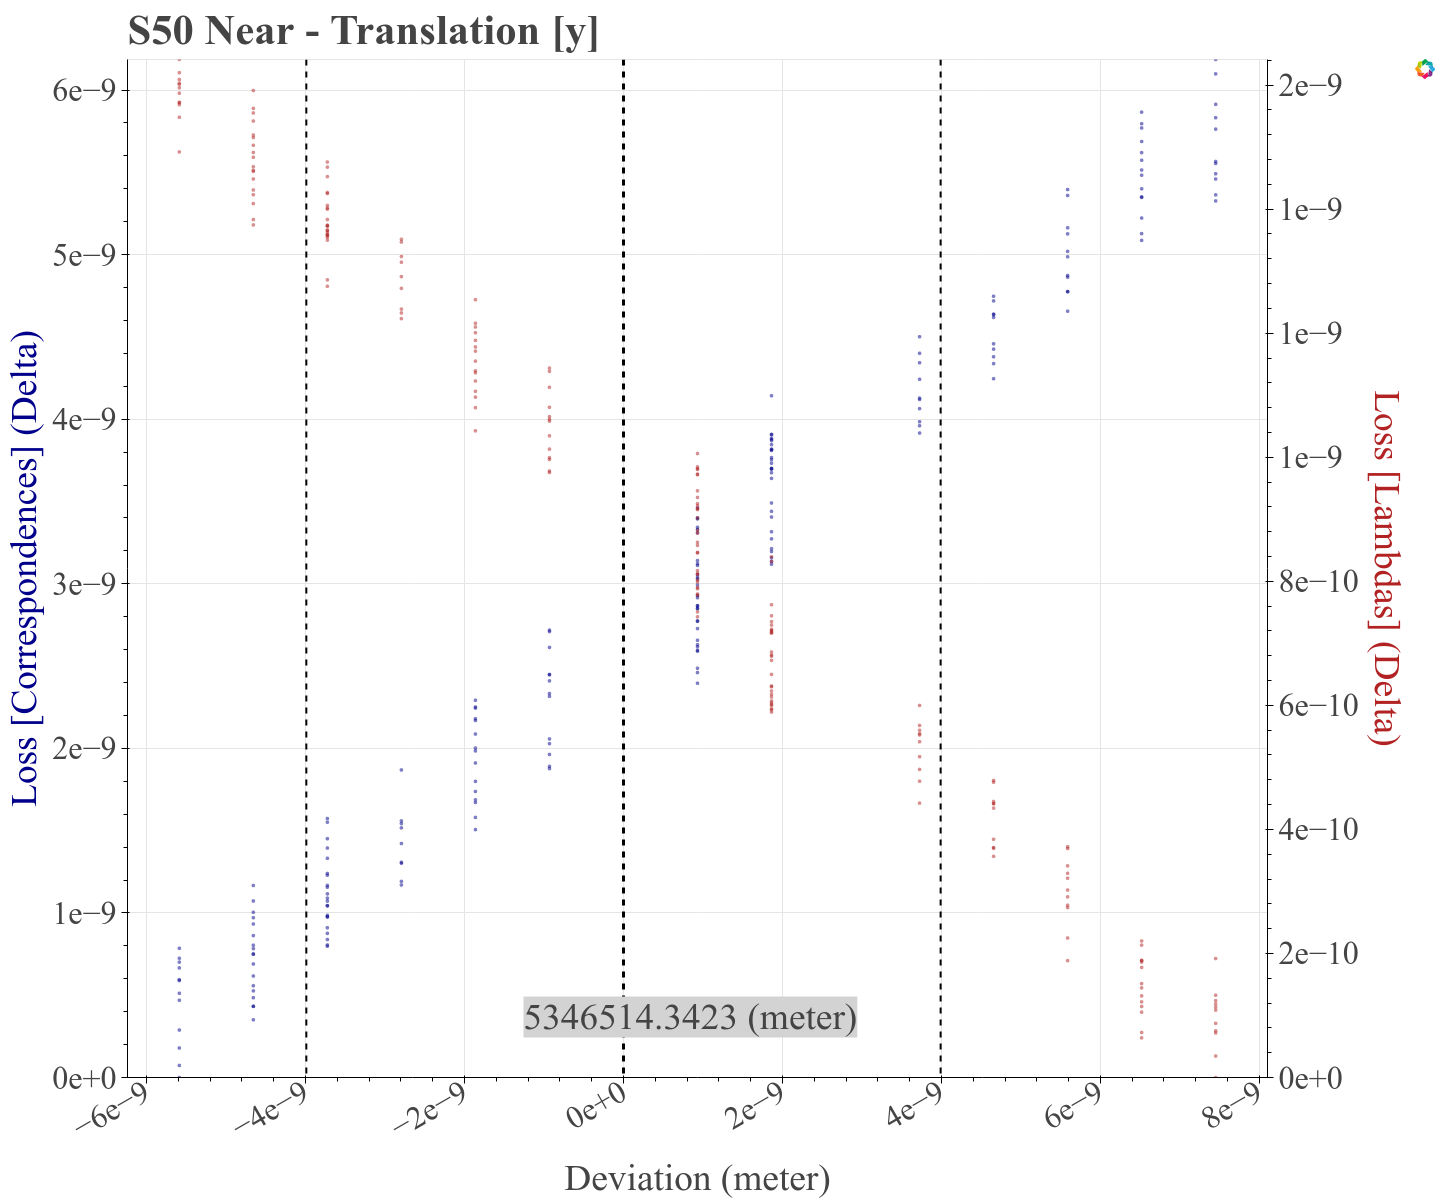 S50 Near - Translation [y]
6e−9
5e−9
4e−9
3e−9
2e−9
1e−9
0e+0
Loss [Correspondences] (Delta)
2e−9
1e−9
1e−9
1e−9
8e−10
6e−10
4e−10
2e−10
0e+0
Loss [Lambdas] (Delta)
5346514.3423 (meter)
−6e−9
−4e−9
−2e−9
0e+0
2e−9
4e−9
6e−9
8e−9
Deviation (meter)